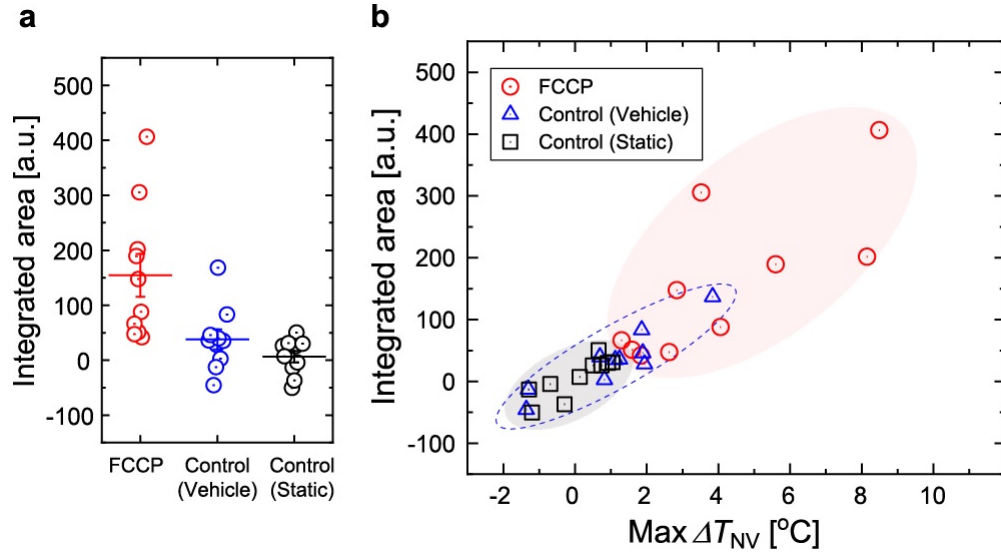 a
Integrated area [a.u.]
500
400
300
200
100
0
-100
FCCP
Control
(Vehicle)
Control
(Static)
b
Integrated area [a.u.]
500
400
300
200
100
0
-100
FCCP
Control (Vehicle)
Control (Static)
-2 0 2 4 6 8 10
Max ΔT_NV [°C]